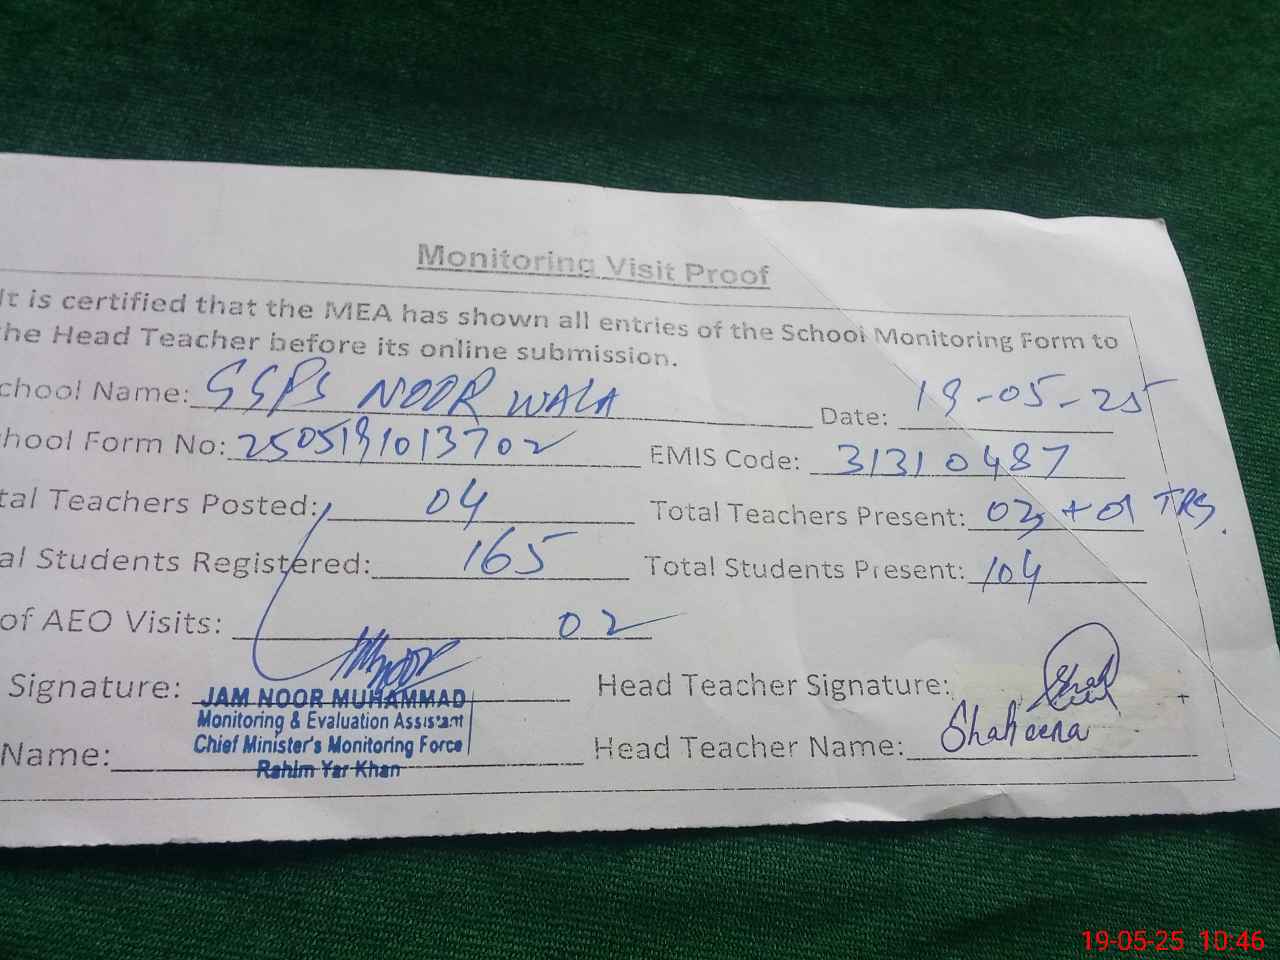 Monitoring Visit Proof
It is certified that the MEA has shown all entries of the School Monitoring Form to
he Head Teacher before its online submission.
chool Name: GGPS NOOR WALA Date: 19-05-25
hool Form No: 2505191013702 EMIS Code: 31310487
tal Teachers Posted: 04 Total Teachers Present: 03 + 01 TRS.
al Students Registered: 165 Total Students Present: 104
of AEO Visits: 02
Signature: Head Teacher Signature:
JAM NOOR MUHAMMAD
Monitoring & Evaluation Assistant
Chief Minister's Monitoring Force
Rahim Yar Khan
Name: Head Teacher Name: Shaheena
19-05-25 10:46